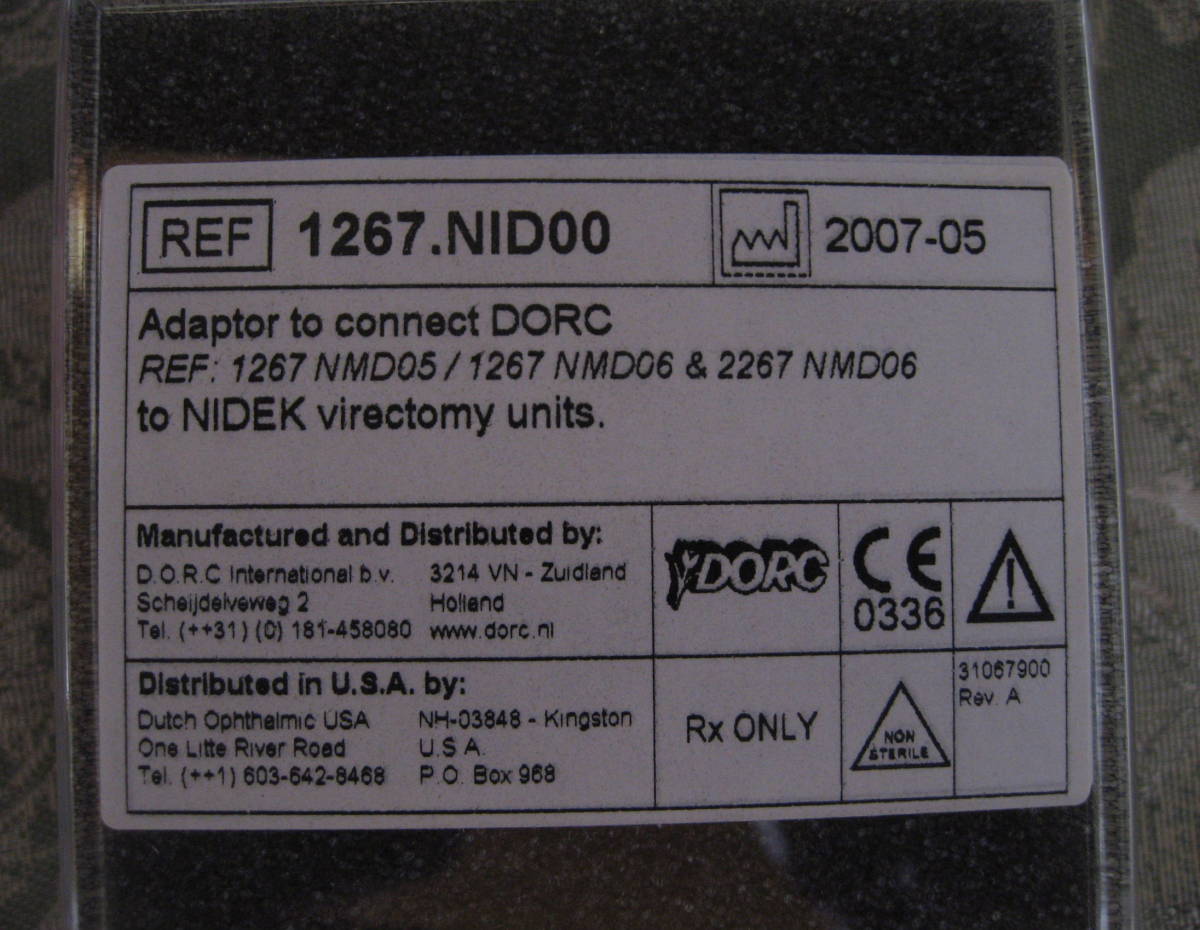 REF 1267.NID00 2007-05
Adaptor to connect DORC
REF: 1267 NMD05 / 1267 NMD06 & 2267 NMD06
to NIDEK virectomy units.
Manufactured and Distributed by:
D.O.R.C International b.v. 3214 VN - Zuidland
Scheijdelveweg 2 Holland
Tel. (++31) (0) 181-458080 www.dorc.nl
DORC
CE
0336
Distributed in U.S.A. by:
Dutch Ophthalmic USA NH-03848 - Kingston
One Litte River Road U.S.A.
Tel. (++1) 603-642-8468 P.O. Box 968
Rx ONLY
NON
STERILE
31067900
Rev. A